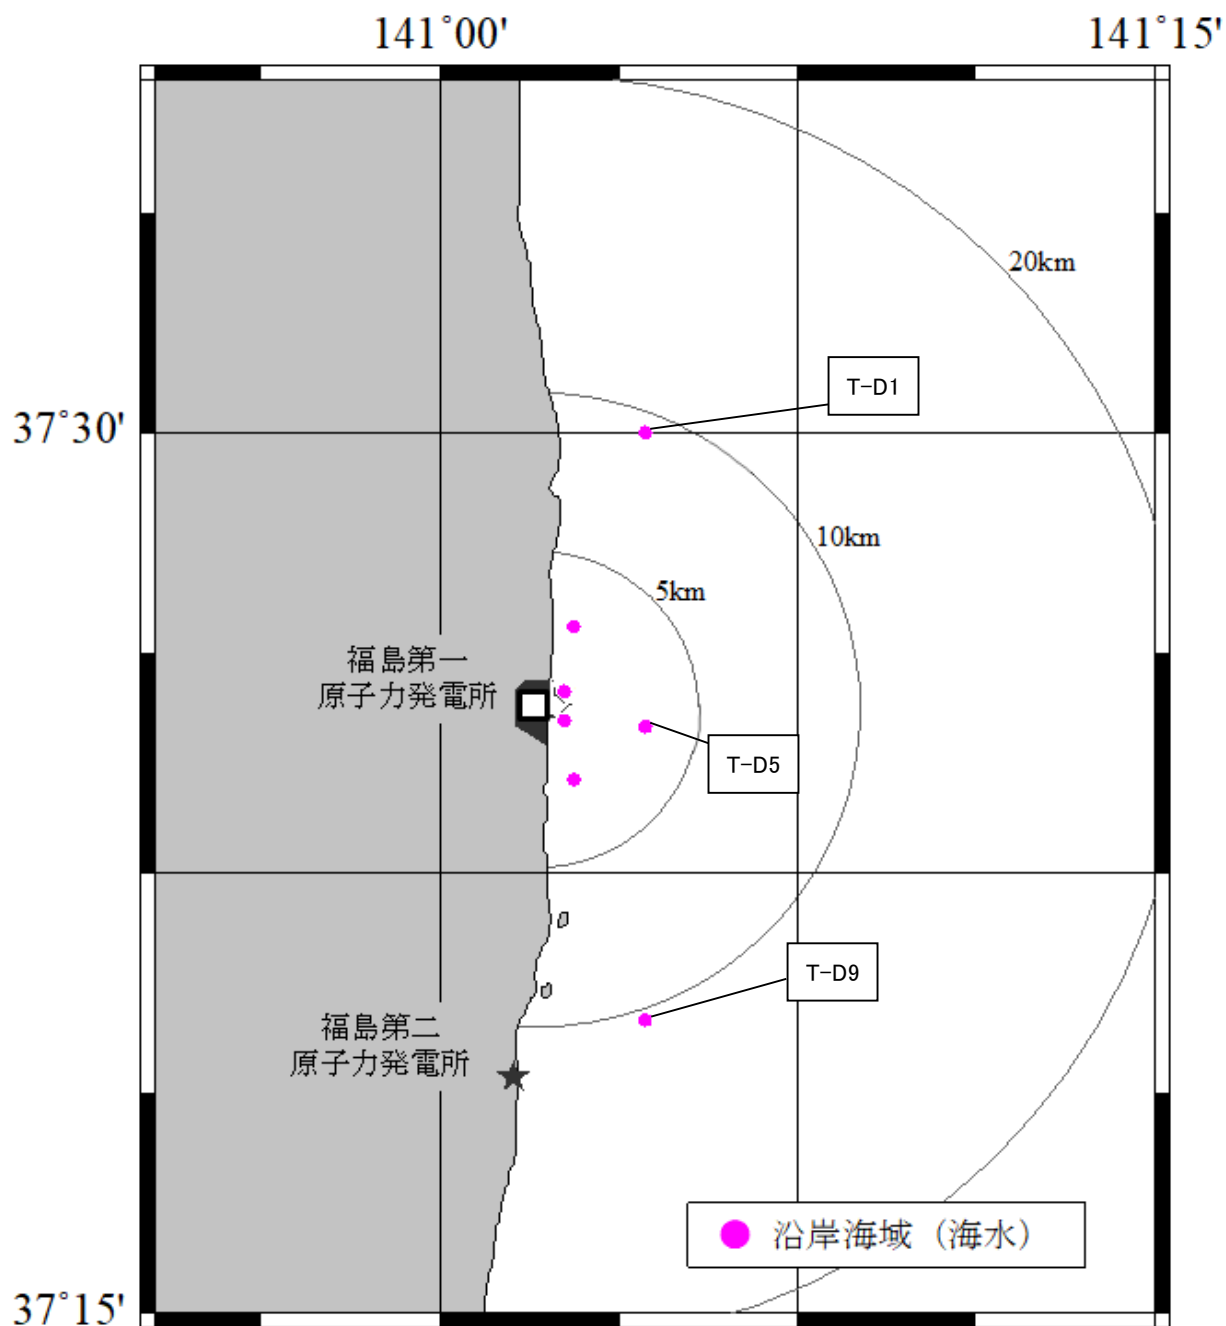 141°00'
141°15'
20km
T-D1
37°30'
10km
5km
福島第一
原子力発電所
T-D5
T-D9
福島第二
原子力発電所
沿岸海域（海水）
37°15'